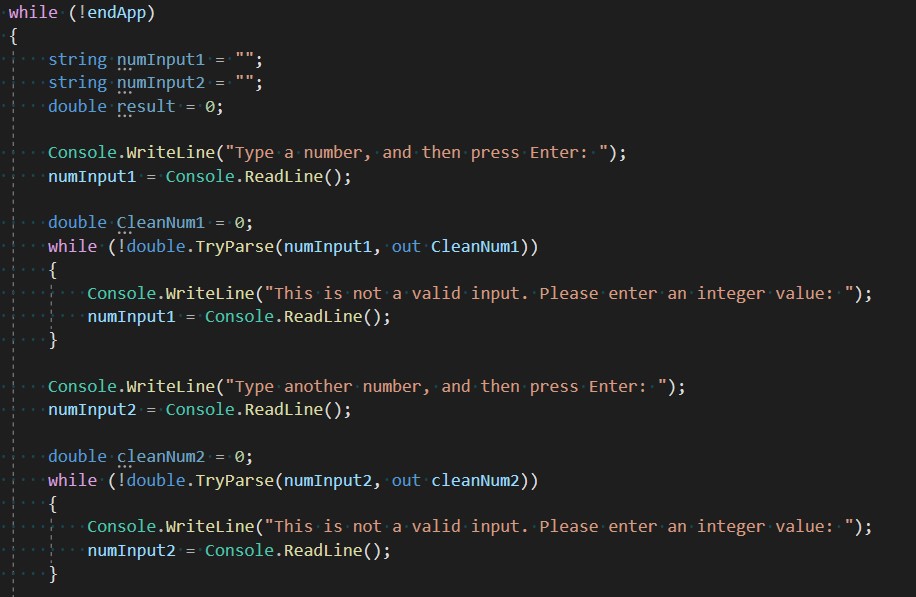 while (!endApp)
{
    string numInput1 = "";
    string numInput2 = "";
    double result = 0;

    Console.WriteLine("Type a number, and then press Enter: ");
    numInput1 = Console.ReadLine();

    double CleanNum1 = 0;
    while (!double.TryParse(numInput1, out CleanNum1))
    {
        Console.WriteLine("This is not a valid input. Please enter an integer value: ");
        numInput1 = Console.ReadLine();
    }

    Console.WriteLine("Type another number, and then press Enter: ");
    numInput2 = Console.ReadLine();

    double cleanNum2 = 0;
    while (!double.TryParse(numInput2, out cleanNum2))
    {
        Console.WriteLine("This is not a valid input. Please enter an integer value: ");
        numInput2 = Console.ReadLine();
    }